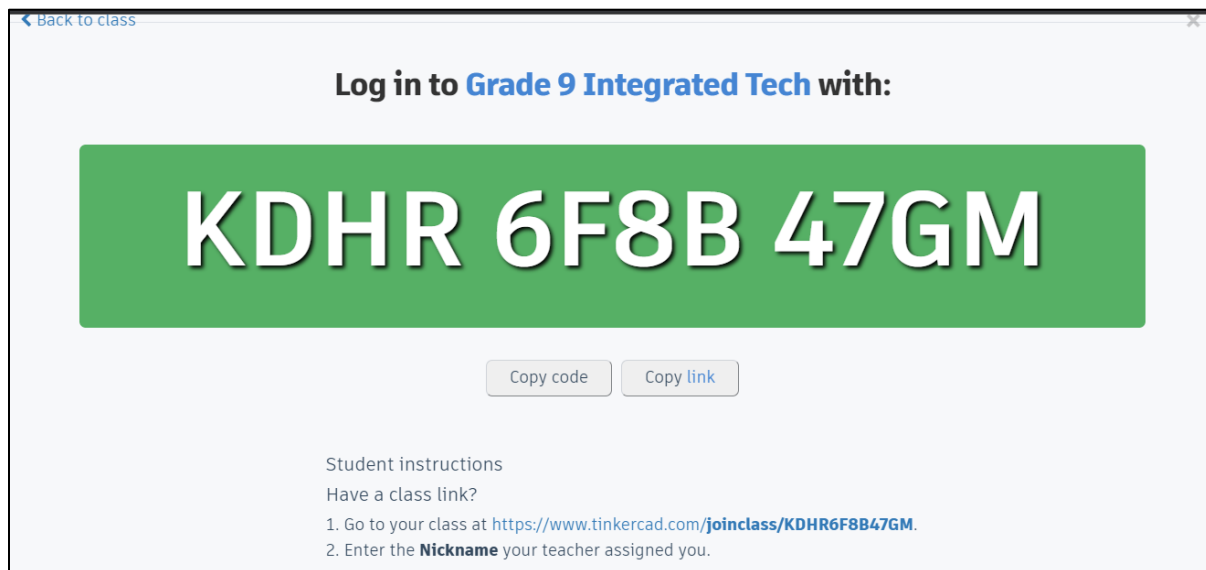 Back to class
Log in to Grade 9 Integrated Tech with:
KDHR 6F8B 47GM
Copy code
Copy link
Student instructions
Have a class link?
1. Go to your class at https://www.tinkercad.com/joinclass/KDHR6F8B47GM.
2. Enter the Nickname your teacher assigned you.